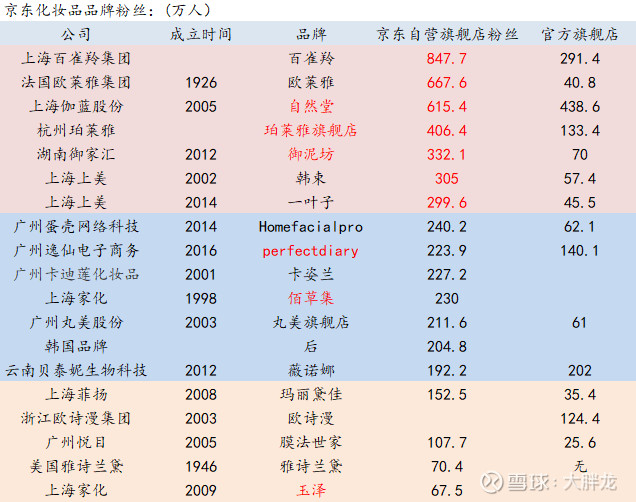 京东化妆品品牌粉丝：(万人)
公司 成立时间 品牌 京东自营旗舰店粉丝 官方旗舰店
上海百雀羚集团 百雀羚 847.7 291.4
法国欧莱雅集团 1926 欧莱雅 667.6 40.8
上海伽蓝股份 2005 自然堂 615.4 438.6
杭州珀莱雅 珀莱雅旗舰店 406.4 133.4
湖南御家汇 2012 御泥坊 332.1 70
上海上美 2002 韩束 305 57.4
上海上美 2014 一叶子 299.6 45.5
广州蛋壳网络科技 2014 Homefacialpro 240.2 62.1
广州逸仙电子商务 2016 perfectdiary 223.9 140.1
广州卡迪莲化妆品 2001 卡姿兰 227.2
上海家化 1998 佰草集 230
广州丸美股份 2003 丸美旗舰店 211.6 61
韩国品牌 后 204.8
云南贝泰妮生物科技 2012 薇诺娜 192.2 202
上海菲扬 2008 玛丽黛佳 152.5 35.4
浙江欧诗漫集团 2003 欧诗漫 124.4
广州悦目 2005 膜法世家 107.7 25.6
美国雅诗兰黛 1946 雅诗兰黛 70.4 无
上海家化 2009 玉泽 67.5
雪球：大胖龙